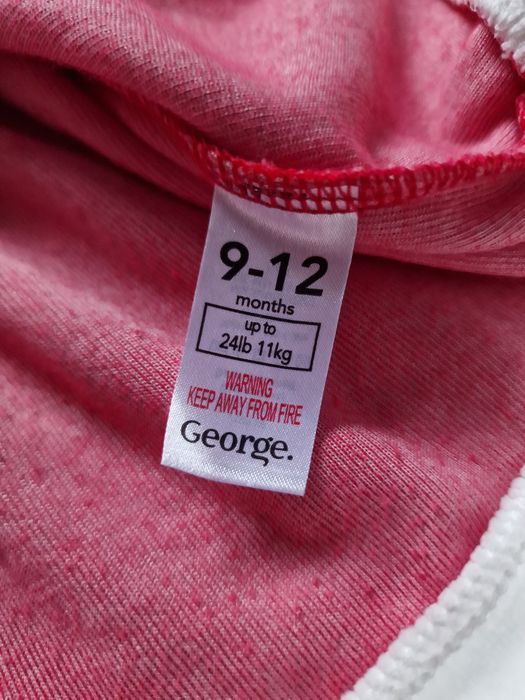 9-12
months
up to
24lb 11kg
WARNING
KEEP AWAY FROM FIRE
George.